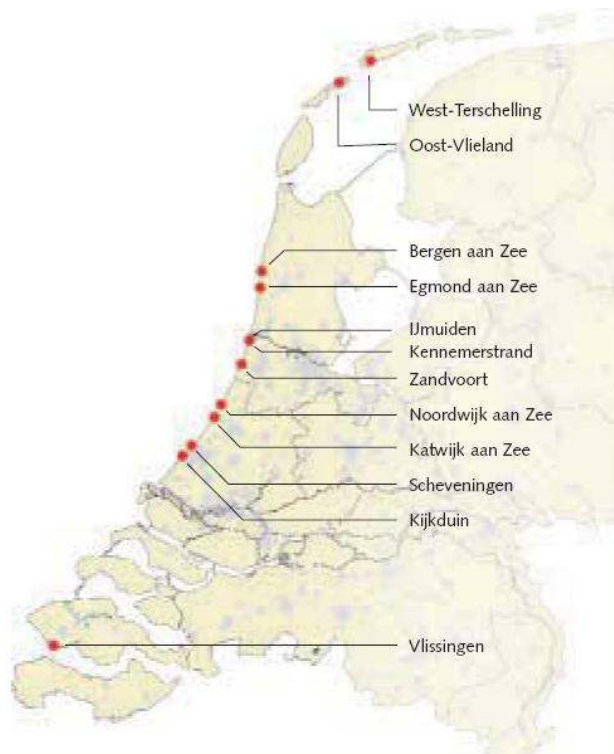 West-Terschelling
Oost-Vlieland
Bergen aan Zee
Egmond aan Zee
IJmuiden
Kennemerstrand
Zandvoort
Noordwijk aan Zee
Katwijk aan Zee
Scheveningen
Kijkduin
Vlissingen